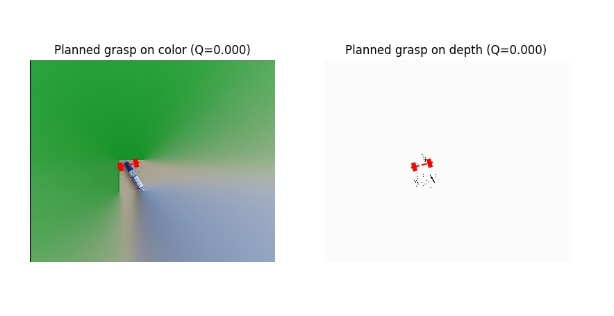 Planned grasp on color (Q=0.000)
Planned grasp on depth (Q=0.000)